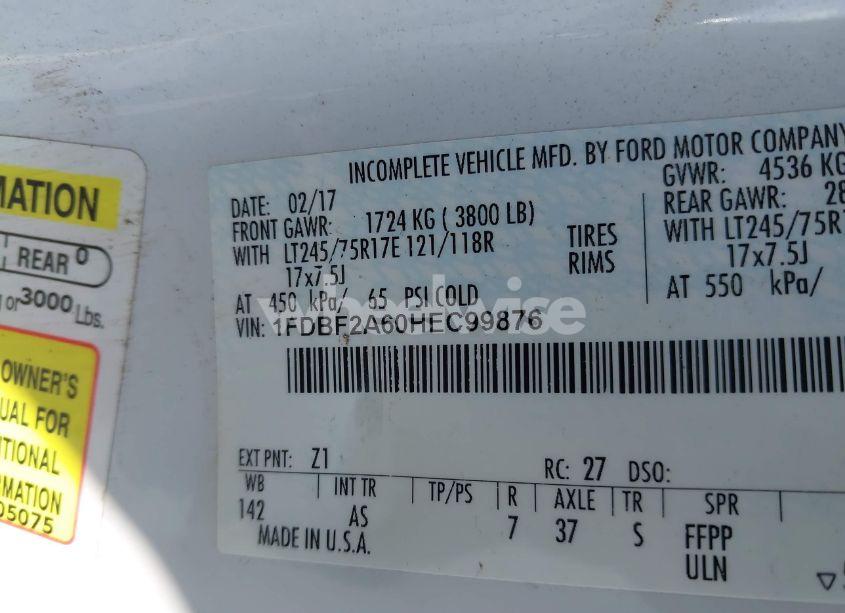 MATION
REAR 0
or 3000 Lbs.
OWNER'S
UAL FOR
ITIONAL
RMATION
05075
INCOMPLETE VEHICLE MFD. BY FORD MOTOR COMPANY
DATE: 02/17
GVWR: 4536 KG
FRONT GAWR: 1724 KG ( 3800 LB)
REAR GAWR: 28
WITH LT245/75R17E 121/118R TIRES WITH LT245/75R1
17x7.5J RIMS 17x7.5J
AT 450 kPa/ 65 PSI COLD AT 550 kPa/
wheelwise
VIN: 1FDBF2A60HEC99876
EXT PNT: Z1 RC: 27 DSO:
WB INT TR TP/PS R AXLE TR SPR
142 AS 7 37 S FFPP
MADE IN U.S.A. ULN